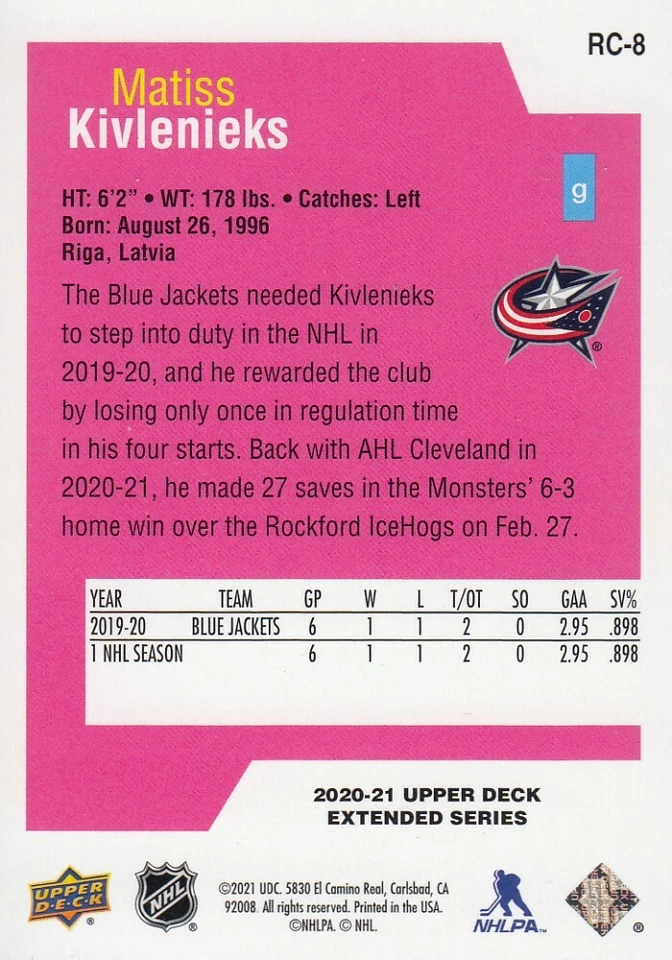 RC-8
Matiss
Kivlenieks
g
HT: 6'2" • WT: 178 lbs. • Catches: Left
Born: August 26, 1996
Riga, Latvia
The Blue Jackets needed Kivlenieks
to step into duty in the NHL in
2019-20, and he rewarded the club
by losing only once in regulation time
in his four starts. Back with AHL Cleveland in
2020-21, he made 27 saves in the Monsters' 6-3
home win over the Rockford IceHogs on Feb. 27.
YEAR TEAM GP W L T/OT SO GAA SV%
2019-20 BLUE JACKETS 6 1 1 2 0 2.95 .898
1 NHL SEASON 6 1 1 2 0 2.95 .898
2020-21 UPPER DECK
EXTENDED SERIES
UPPER
D·E·C·K
®
NHL
®
©2021 UDC. 5830 El Camino Real, Carlsbad, CA
92008. All rights reserved. Printed in the USA.
©NHLPA. © NHL.
NHLPA™
®